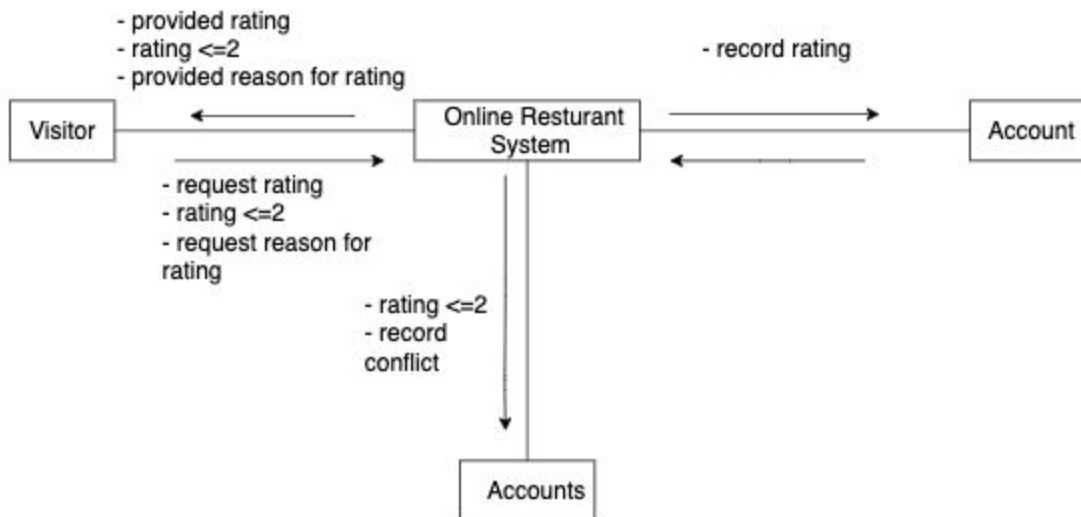 - provided rating
- rating <=2
- provided reason for rating
- record rating
Visitor
Online Resturant
System
Account
- request rating
- rating <=2
- request reason for
rating
- rating <=2
- record
conflict
Accounts